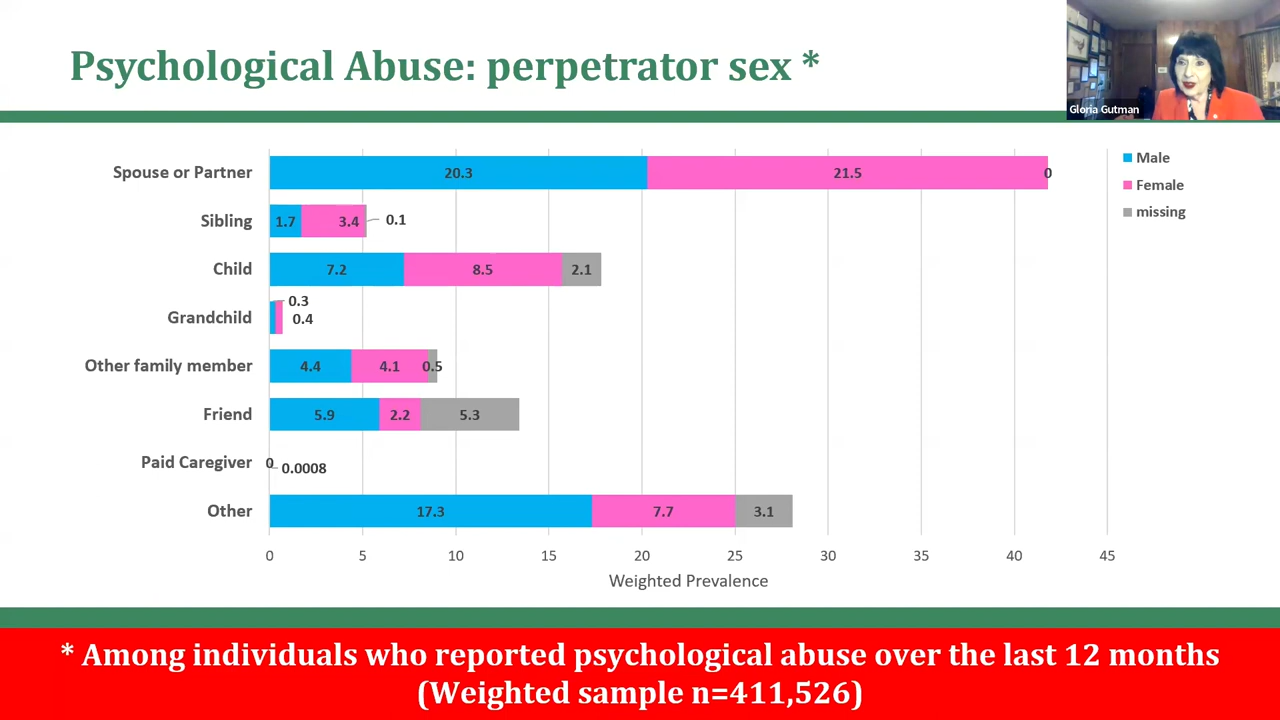 Psychological Abuse: perpetrator sex *
Gloria Gutman
Male
Female
missing
Spouse or Partner 20.3 21.5 0
Sibling 1.7 3.4 0.1
Child 7.2 8.5 2.1
Grandchild 0.3 0.4
Other family member 4.4 4.1 0.5
Friend 5.9 2.2 5.3
Paid Caregiver 0 0.0008
Other 17.3 7.7 3.1
0 5 10 15 20 25 30 35 40 45
Weighted Prevalence
* Among individuals who reported psychological abuse over the last 12 months
(Weighted sample n=411,526)